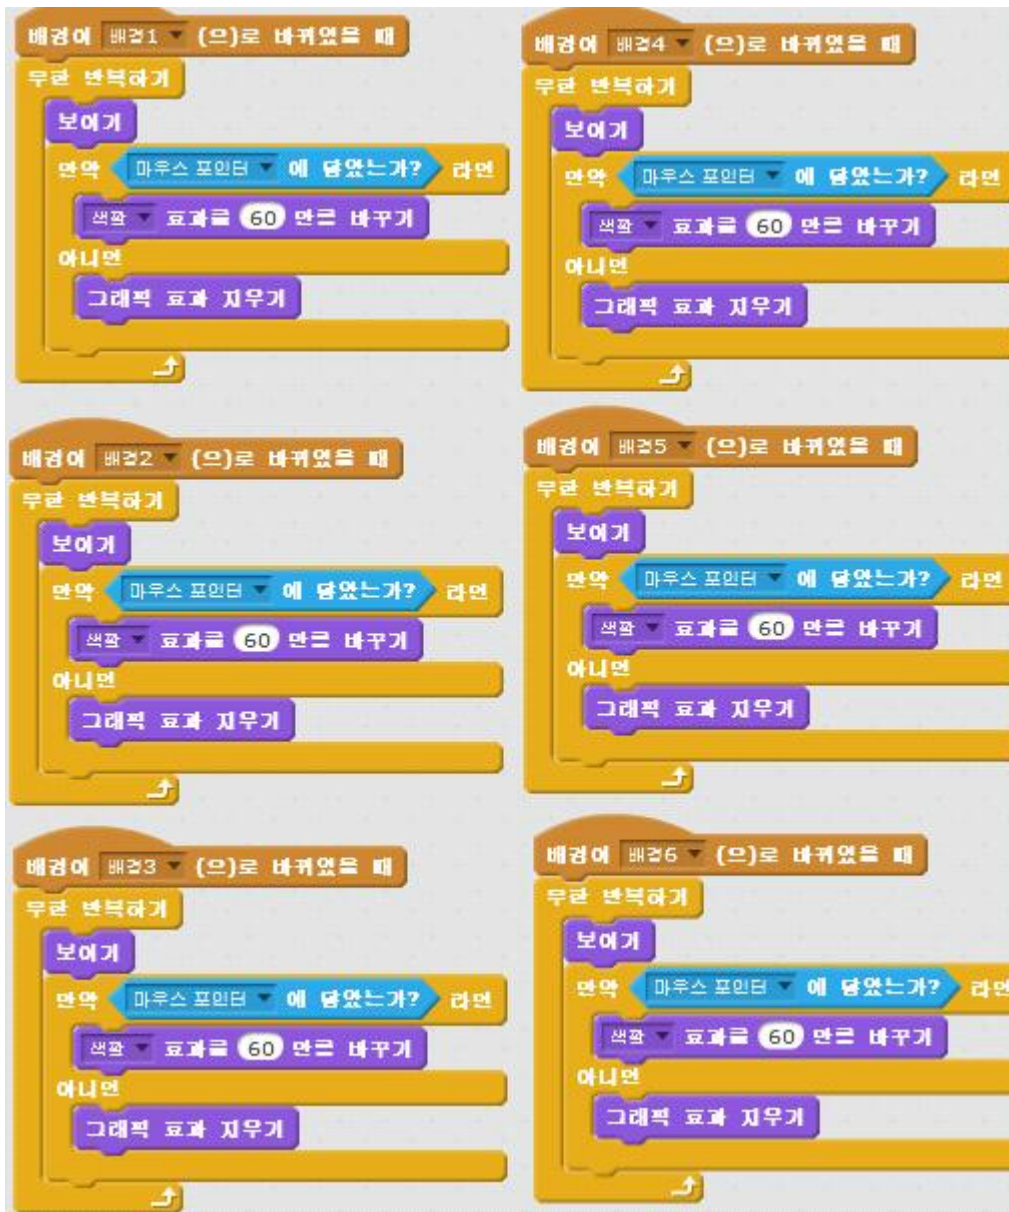 배경이 배경1 (으)로 바뀌었을 때
무한 반복하기
보이기
만약 마우스 포인터 에 닿았는가? 라면
색깔 효과를 60 만큼 바꾸기
아니면
그래픽 효과 지우기
배경이 배경2 (으)로 바뀌었을 때
무한 반복하기
보이기
만약 마우스 포인터 에 닿았는가? 라면
색깔 효과를 60 만큼 바꾸기
아니면
그래픽 효과 지우기
배경이 배경3 (으)로 바뀌었을 때
무한 반복하기
보이기
만약 마우스 포인터 에 닿았는가? 라면
색깔 효과를 60 만큼 바꾸기
아니면
그래픽 효과 지우기
배경이 배경4 (으)로 바뀌었을 때
무한 반복하기
보이기
만약 마우스 포인터 에 닿았는가? 라면
색깔 효과를 60 만큼 바꾸기
아니면
그래픽 효과 지우기
배경이 배경5 (으)로 바뀌었을 때
무한 반복하기
보이기
만약 마우스 포인터 에 닿았는가? 라면
색깔 효과를 60 만큼 바꾸기
아니면
그래픽 효과 지우기
배경이 배경6 (으)로 바뀌었을 때
무한 반복하기
보이기
만약 마우스 포인터 에 닿았는가? 라면
색깔 효과를 60 만큼 바꾸기
아니면
그래픽 효과 지우기